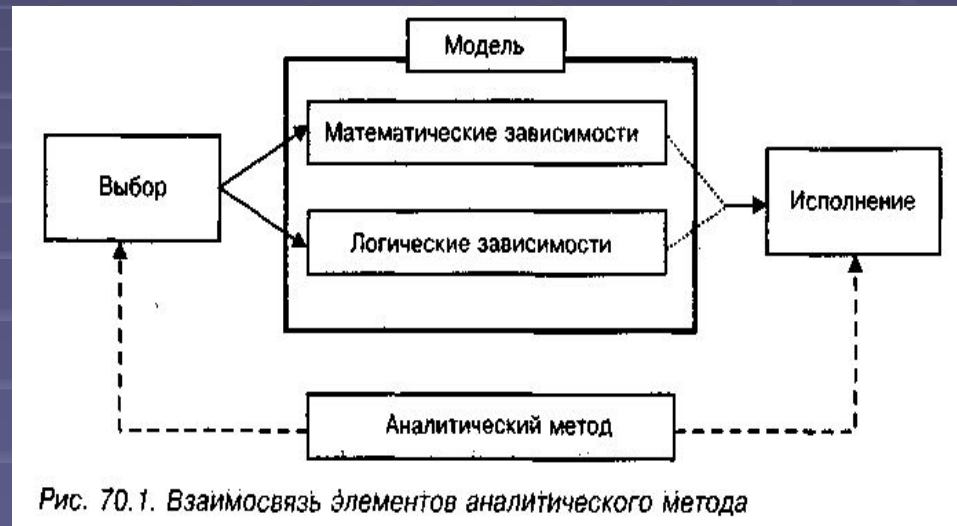 Модель
Математические зависимости
Выбор
Исполнение
Логические зависимости
Аналитический метод
Рис. 70.1. Взаимосвязь элементов аналитического метода